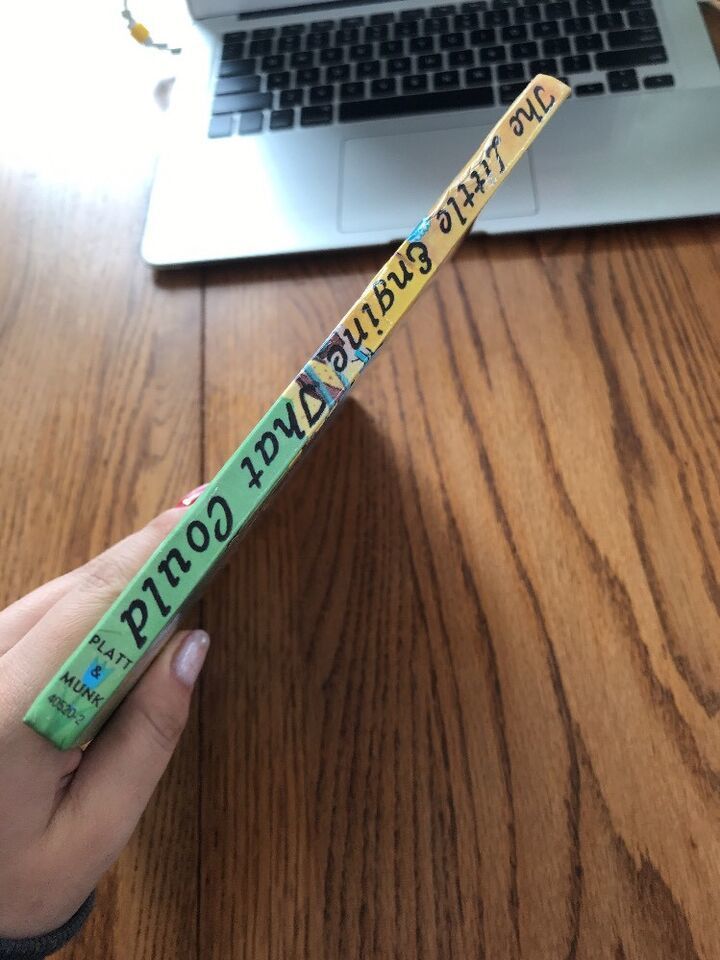 The Little Engine That Could
PLATT
&
MUNK
40520-2